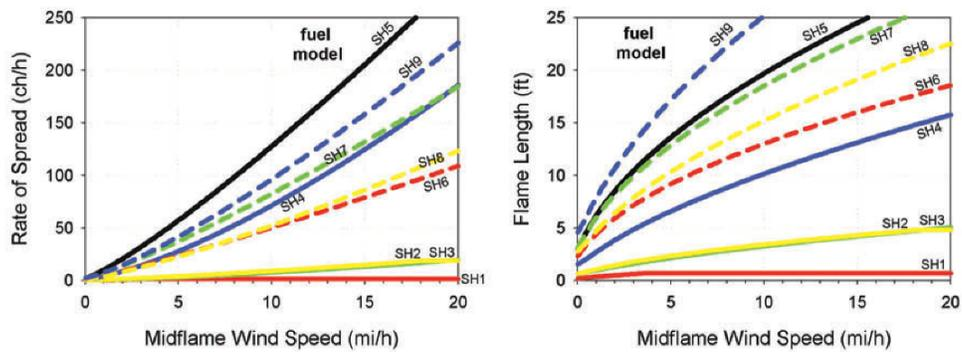 Rate of Spread (ch/h)
250
200
150
100
50
0
fuel
model
SH5
SH9
SH7
SH4
SH8
SH6
SH2 SH3
SH1
0 5 10 15 20
Midflame Wind Speed (mi/h)
Flame Length (ft)
25
20
15
10
5
0
fuel
model
SH9
SH5
SH7
SH8
SH6
SH4
SH2 SH3
SH1
0 5 10 15 20
Midflame Wind Speed (mi/h)